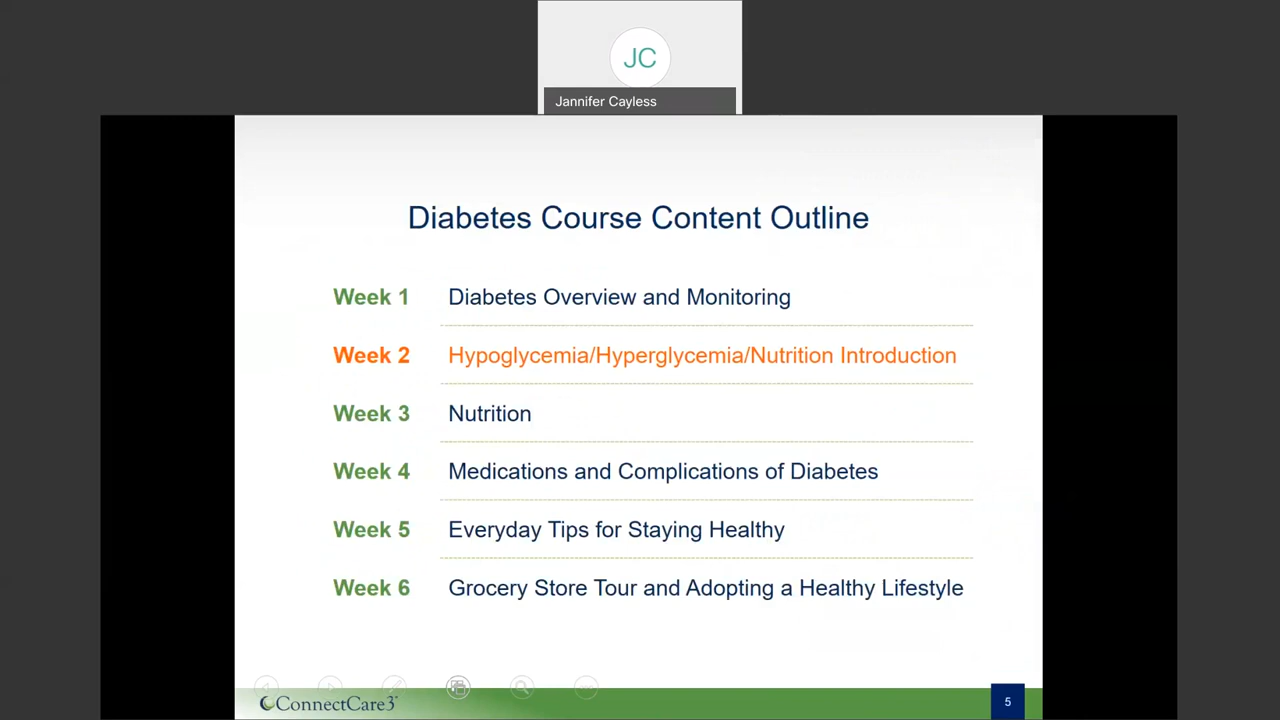 JC
Jannifer Cayless
Diabetes Course Content Outline
Week 1 Diabetes Overview and Monitoring
Week 2 Hypoglycemia/Hyperglycemia/Nutrition Introduction
Week 3 Nutrition
Week 4 Medications and Complications of Diabetes
Week 5 Everyday Tips for Staying Healthy
Week 6 Grocery Store Tour and Adopting a Healthy Lifestyle
ConnectCare3
5